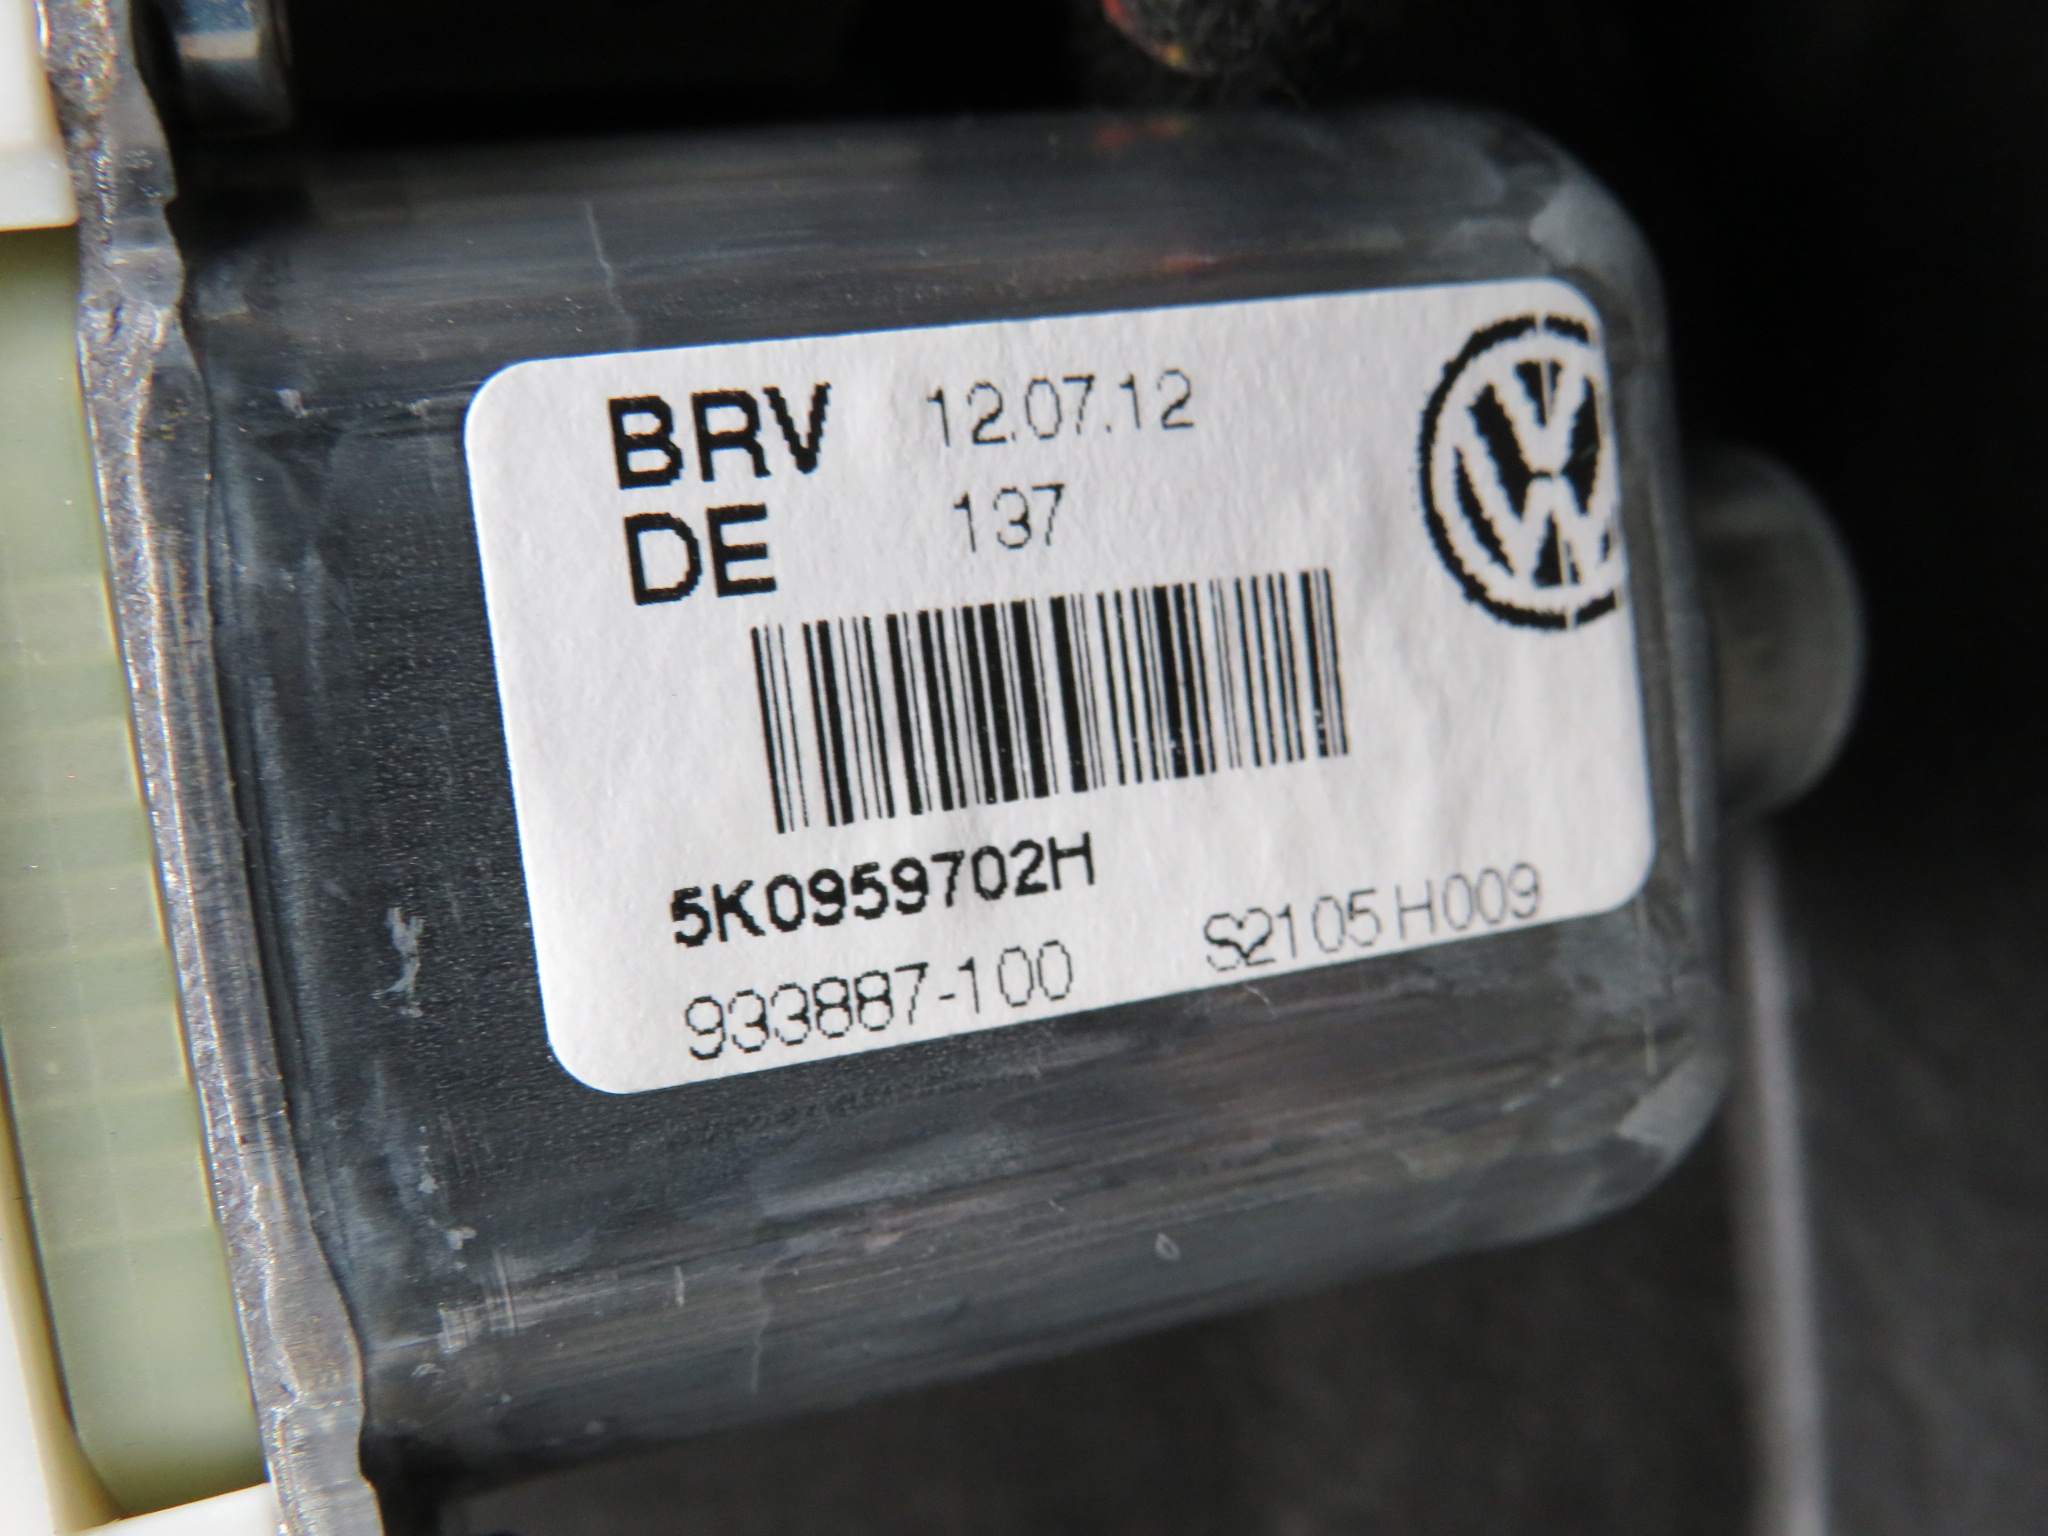 BRV 12.07.12
DE 137
5K0959702H
933887-100 S2105 H009